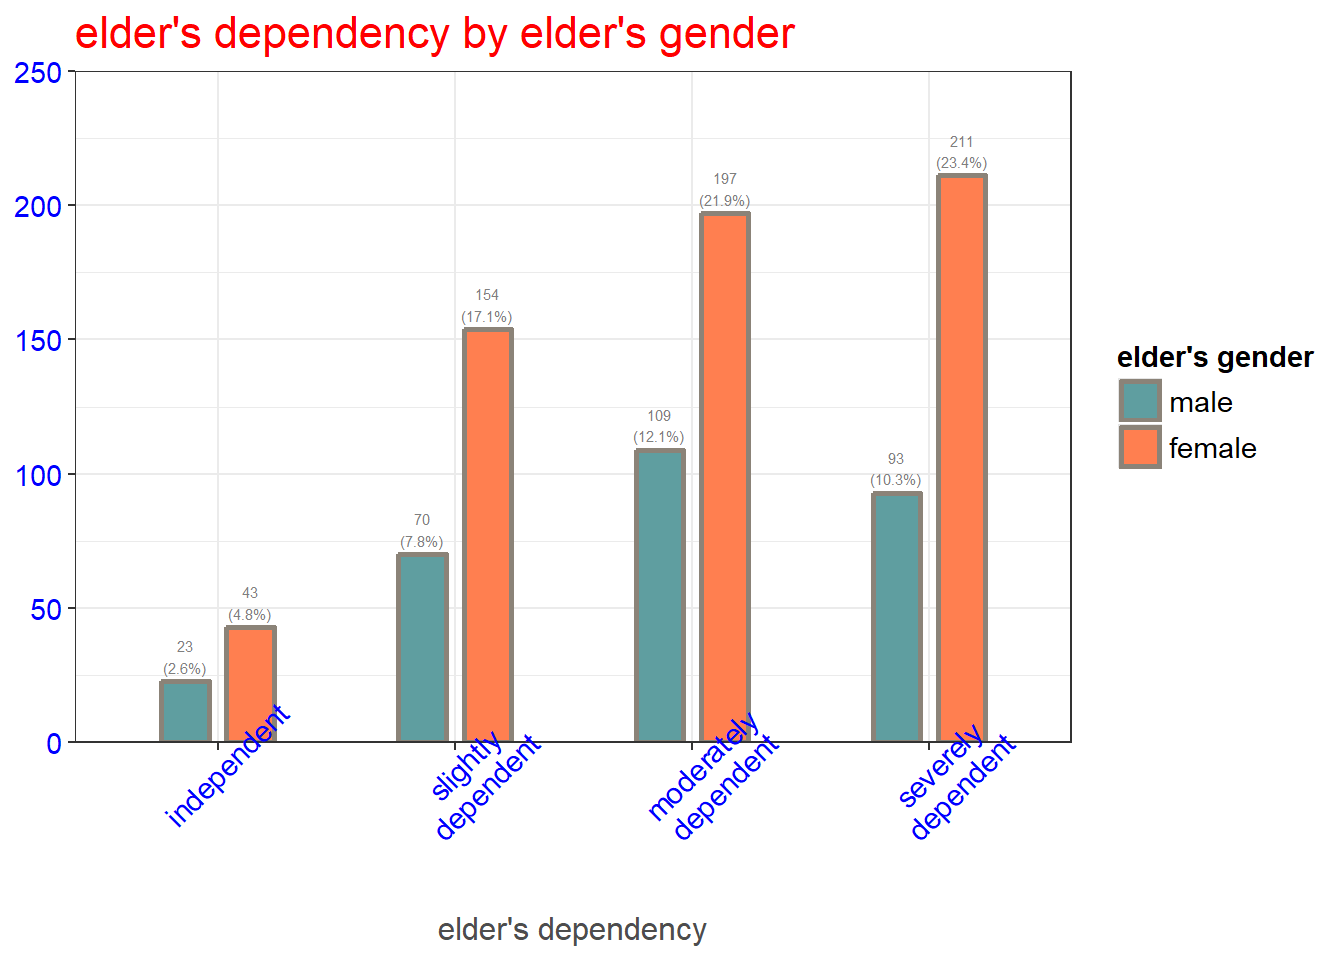 elder's dependency by elder's gender
250
200
150
100
50
0
23
(2.6%)
43
(4.8%)
70
(7.8%)
154
(17.1%)
109
(12.1%)
197
(21.9%)
93
(10.3%)
211
(23.4%)
independent
slightly
dependent
moderately
dependent
severely
dependent
elder's dependency
elder's gender
male
female